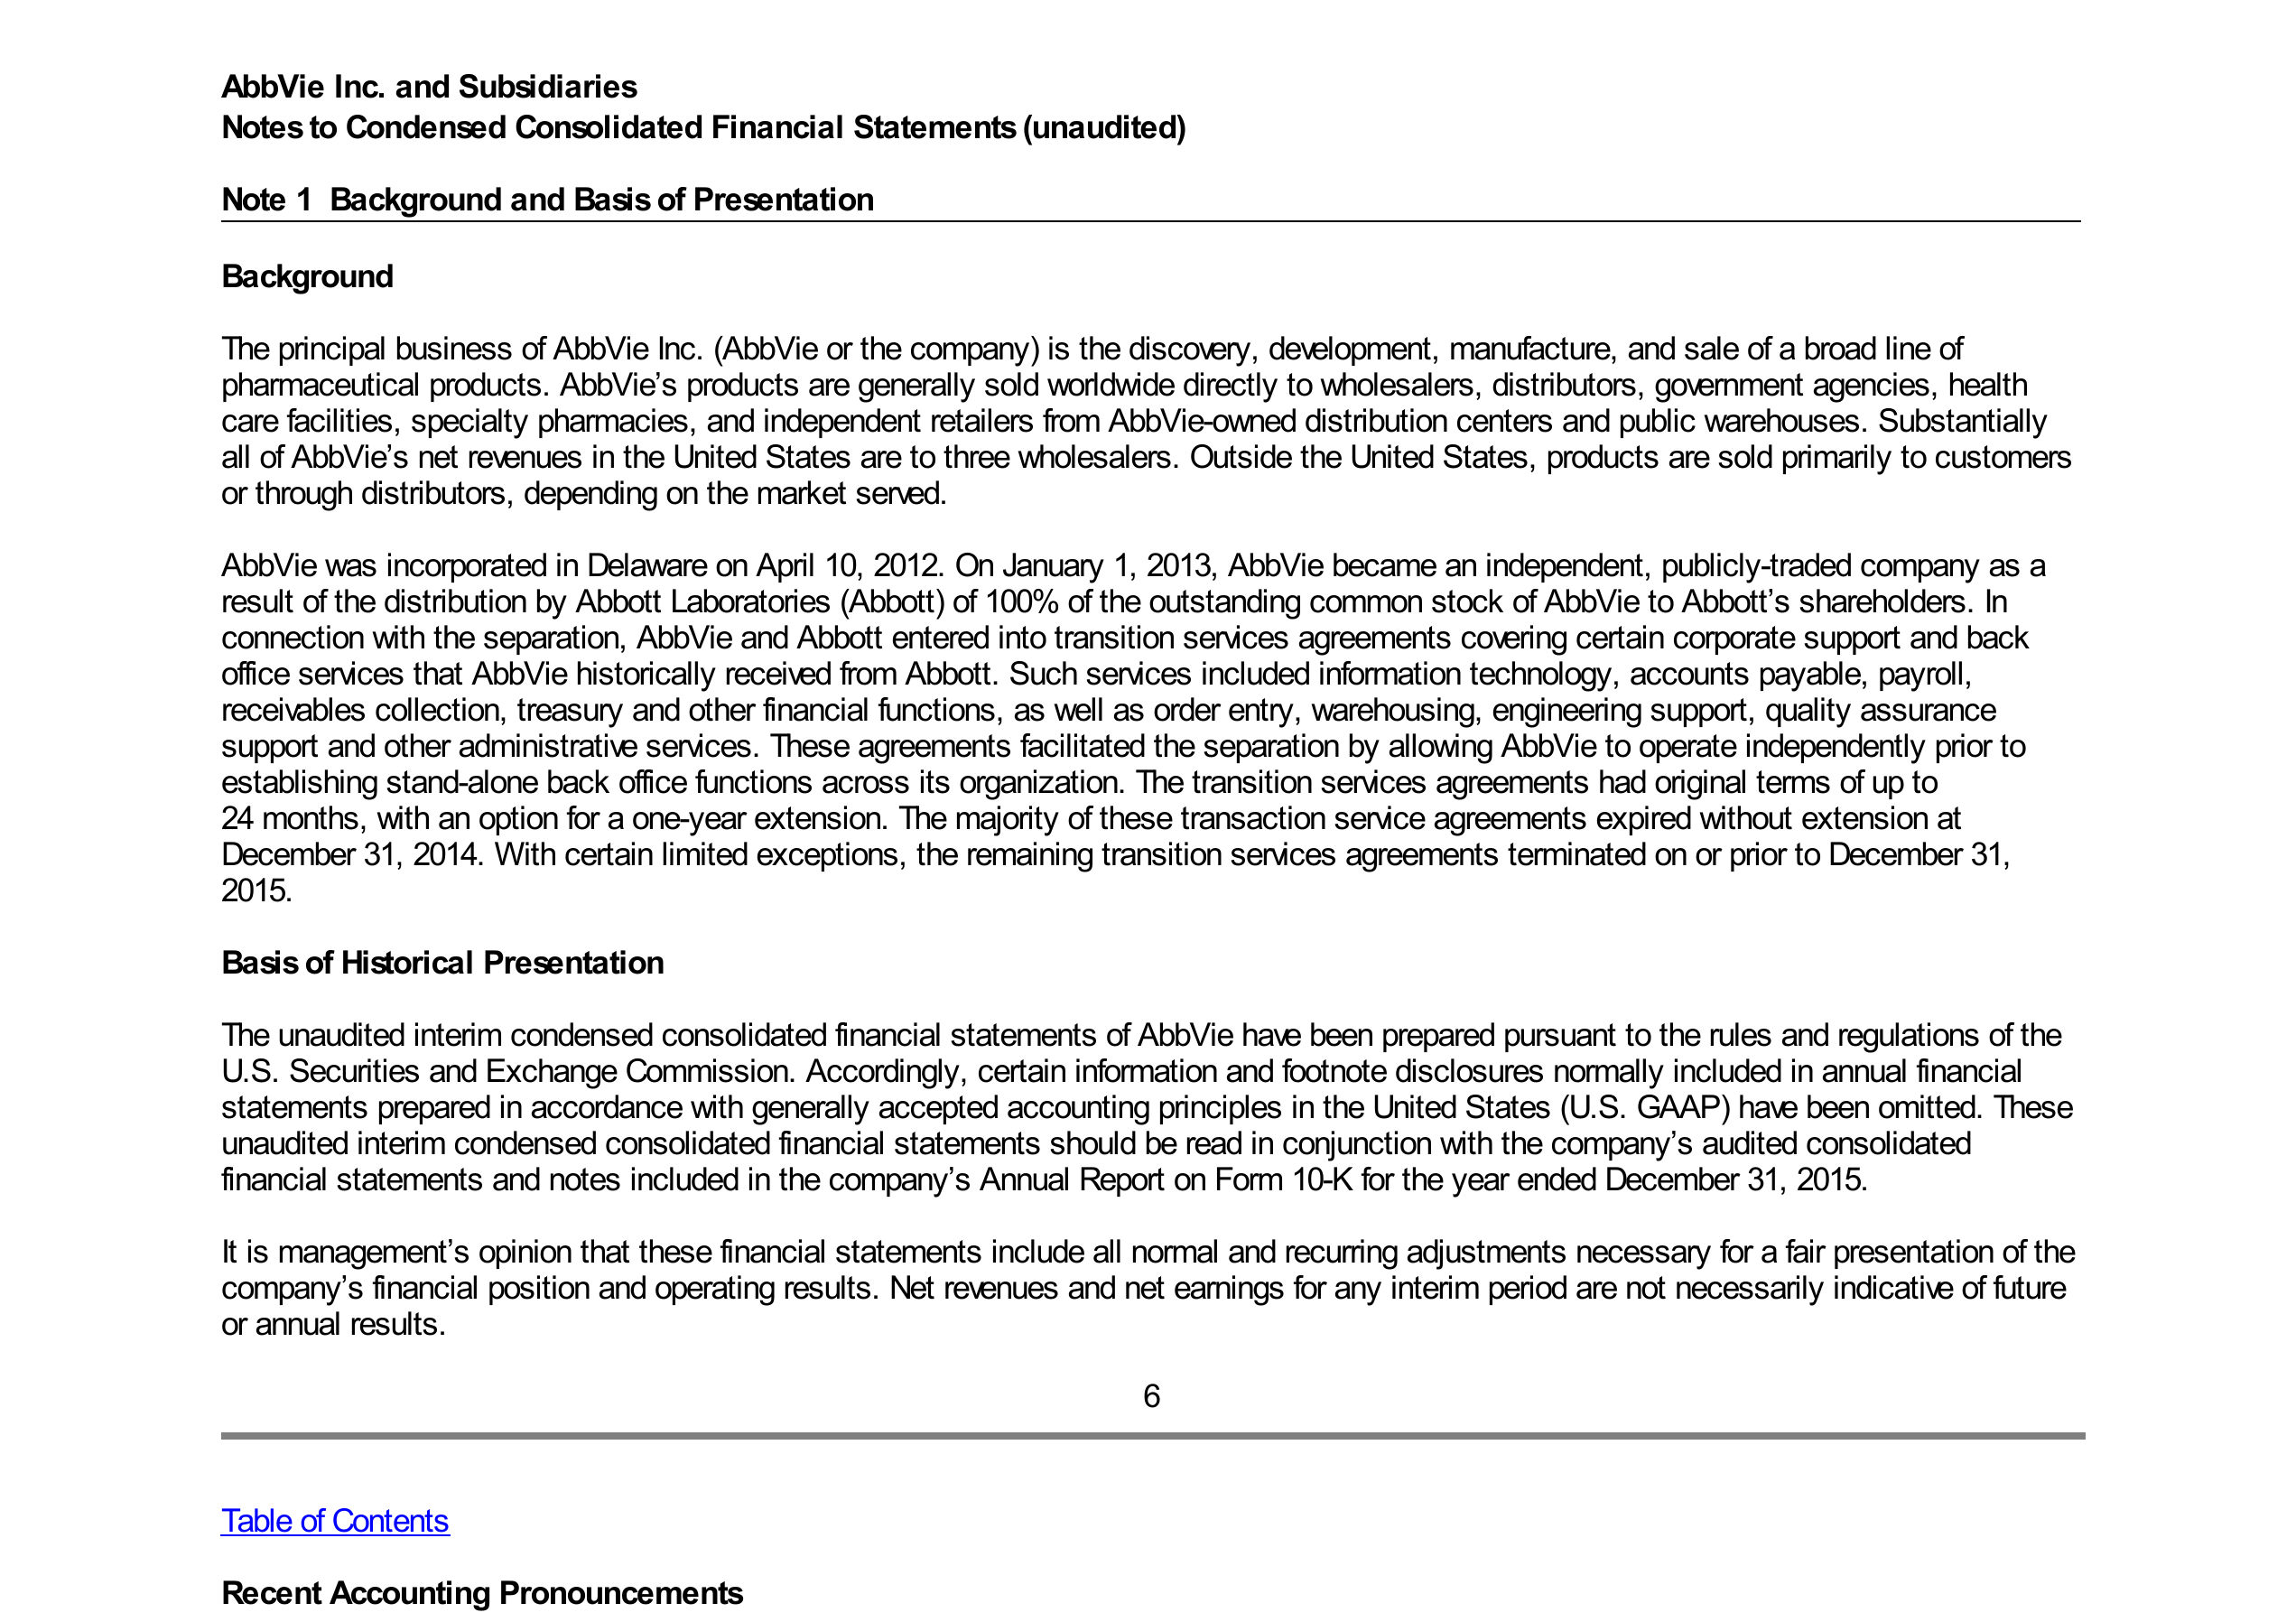 AbbVie Inc. and Subsidiaries
Notes to Condensed Consolidated Financial Statements (unaudited)
Note 1 Background and Basis of Presentation
Background
The principal business of AbbVie Inc. (AbbVie or the company) is the discovery, development, manufacture, and sale of a broad line of
pharmaceutical products. AbbVie’s products are generally sold worldwide directly to wholesalers, distributors, government agencies, health
care facilities, specialty pharmacies, and independent retailers from AbbVie-owned distribution centers and public warehouses. Substantially
all of AbbVie’s net revenues in the United States are to three wholesalers. Outside the United States, products are sold primarily to customers
or through distributors, depending on the market served.
AbbVie was incorporated in Delaware on April 10, 2012. On January 1, 2013, AbbVie became an independent, publicly-traded company as a
result of the distribution by Abbott Laboratories (Abbott) of 100% of the outstanding common stock of AbbVie to Abbott’s shareholders. In
connection with the separation, AbbVie and Abbott entered into transition services agreements covering certain corporate support and back
office services that AbbVie historically received from Abbott. Such services included information technology, accounts payable, payroll,
receivables collection, treasury and other financial functions, as well as order entry, warehousing, engineering support, quality assurance
support and other administrative services. These agreements facilitated the separation by allowing AbbVie to operate independently prior to
establishing stand-alone back office functions across its organization. The transition services agreements had original terms of up to
24 months, with an option for a one-year extension. The majority of these transaction service agreements expired without extension at
December 31, 2014. With certain limited exceptions, the remaining transition services agreements terminated on or prior to December 31,
2015.
Basis of Historical Presentation
The unaudited interim condensed consolidated financial statements of AbbVie have been prepared pursuant to the rules and regulations of the
U.S. Securities and Exchange Commission. Accordingly, certain information and footnote disclosures normally included in annual financial
statements prepared in accordance with generally accepted accounting principles in the United States (U.S. GAAP) have been omitted. These
unaudited interim condensed consolidated financial statements should be read in conjunction with the company’s audited consolidated
financial statements and notes included in the company’s Annual Report on Form 10-K for the year ended December 31, 2015.
It is management’s opinion that these financial statements include all normal and recurring adjustments necessary for a fair presentation of the
company’s financial position and operating results. Net revenues and net earnings for any interim period are not necessarily indicative of future
or annual results.
6
Table of Contents
Recent Accounting Pronouncements